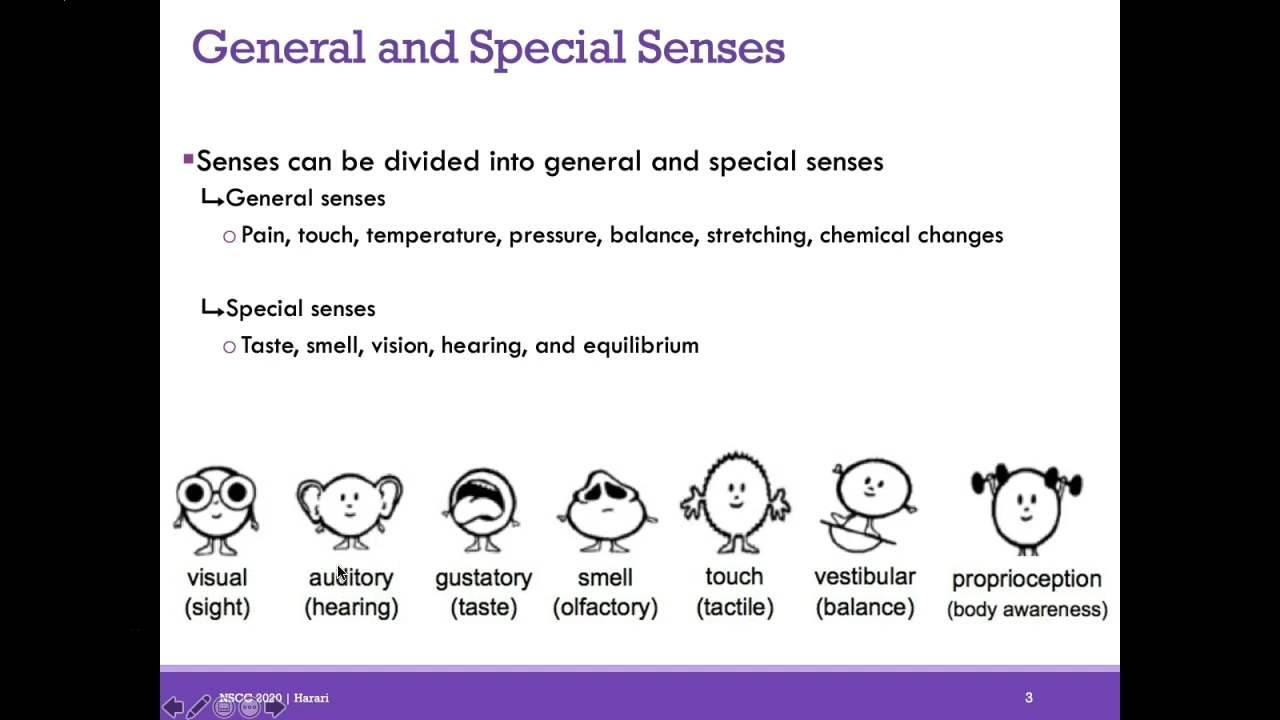 General and Special Senses
Senses can be divided into general and special senses
General senses
Pain, touch, temperature, pressure, balance, stretching, chemical changes
Special senses
Taste, smell, vision, hearing, and equilibrium
visual auditory gustatory smell touch vestibular proprioception
(sight) (hearing) (taste) (olfactory) (tactile) (balance) (body awareness)
NSCC 2020 | Harari
3